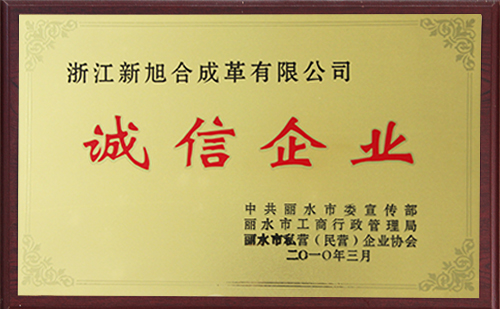 浙江新旭合成革有限公司
诚信企业
中共丽水市委宣传部
丽水市工商行政管理局
丽水市私营（民营）企业协会
二〇一〇年三月